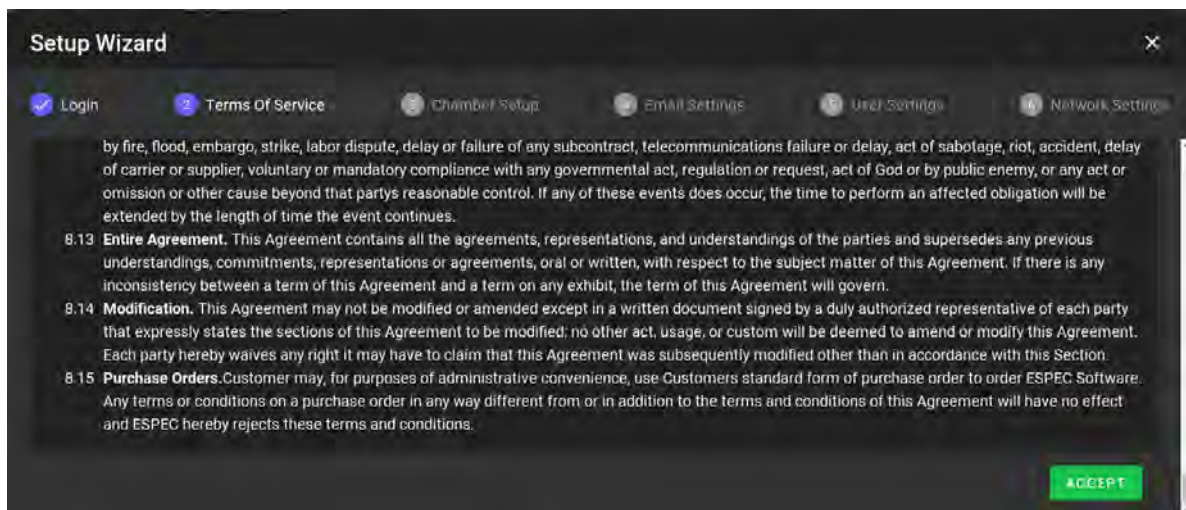 Setup Wizard
×
Login
2 Terms Of Service
3 Chamber Setup
4 Email Settings
5 User Settings
6 Network Settings
by fire, flood, embargo, strike, labor dispute, delay or failure of any subcontract, telecommunications failure or delay, act of sabotage, riot, accident, delay
of carrier or supplier, voluntary or mandatory compliance with any governmental act, regulation or request, act of God or by public enemy, or any act or
omission or other cause beyond that partys reasonable control. If any of these events does occur, the time to perform an affected obligation will be
extended by the length of time the event continues.
8.13 Entire Agreement. This Agreement contains all the agreements, representations, and understandings of the parties and supersedes any previous
understandings, commitments, representations or agreements, oral or written, with respect to the subject matter of this Agreement. If there is any
inconsistency between a term of this Agreement and a term on any exhibit, the term of this Agreement will govern.
8.14 Modification. This Agreement may not be modified or amended except in a written document signed by a duly authorized representative of each party
that expressly states the sections of this Agreement to be modified; no other act, usage, or custom will be deemed to amend or modify this Agreement.
Each party hereby waives any right it may have to claim that this Agreement was subsequently modified other than in accordance with this Section.
8.15 Purchase Orders.Customer may, for purposes of administrative convenience, use Customers standard form of purchase order to order ESPEC Software.
Any terms or conditions on a purchase order in any way different from or in addition to the terms and conditions of this Agreement will have no effect
and ESPEC hereby rejects these terms and conditions.
ACCEPT